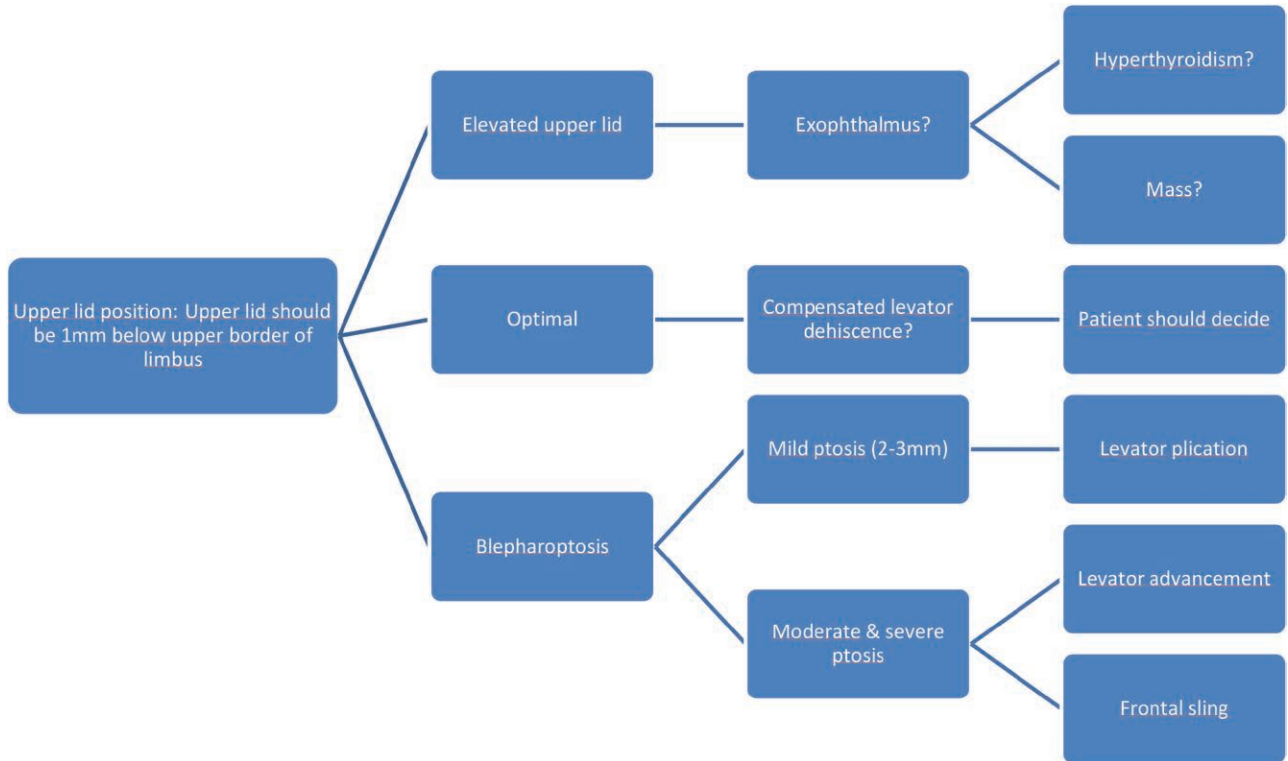 Upper lid position: Upper lid should
be 1mm below upper border of
limbus
Elevated upper lid
Exophthalmus?
Hyperthyroidism?
Mass?
Optimal
Compensated levator
dehiscence?
Patient should decide
Blepharoptosis
Mild ptosis (2-3mm)
Levator plication
Moderate & severe
ptosis
Levator advancement
Frontal sling